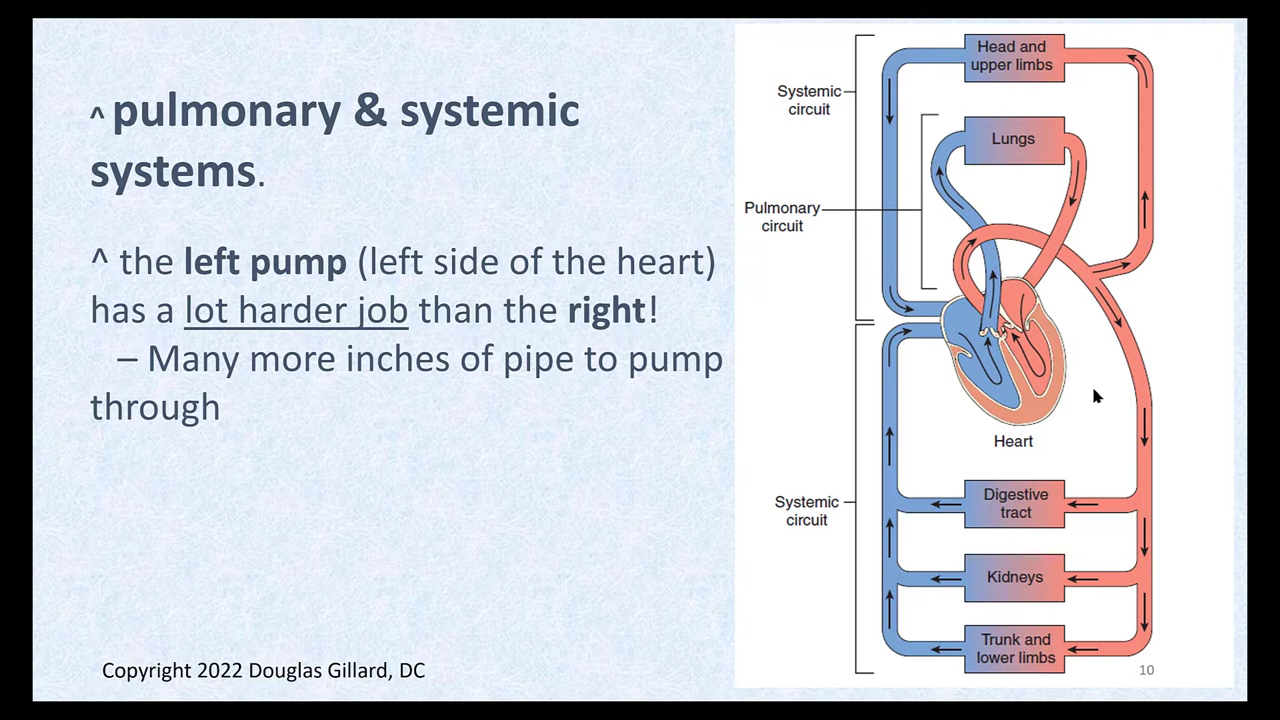 ^ pulmonary & systemic
systems.
^ the left pump (left side of the heart)
has a lot harder job than the right!
– Many more inches of pipe to pump
through
Copyright 2022 Douglas Gillard, DC
Head and
upper limbs
Systemic
circuit
Lungs
Pulmonary
circuit
Heart
Digestive
tract
Systemic
circuit
Kidneys
Trunk and
lower limbs
10